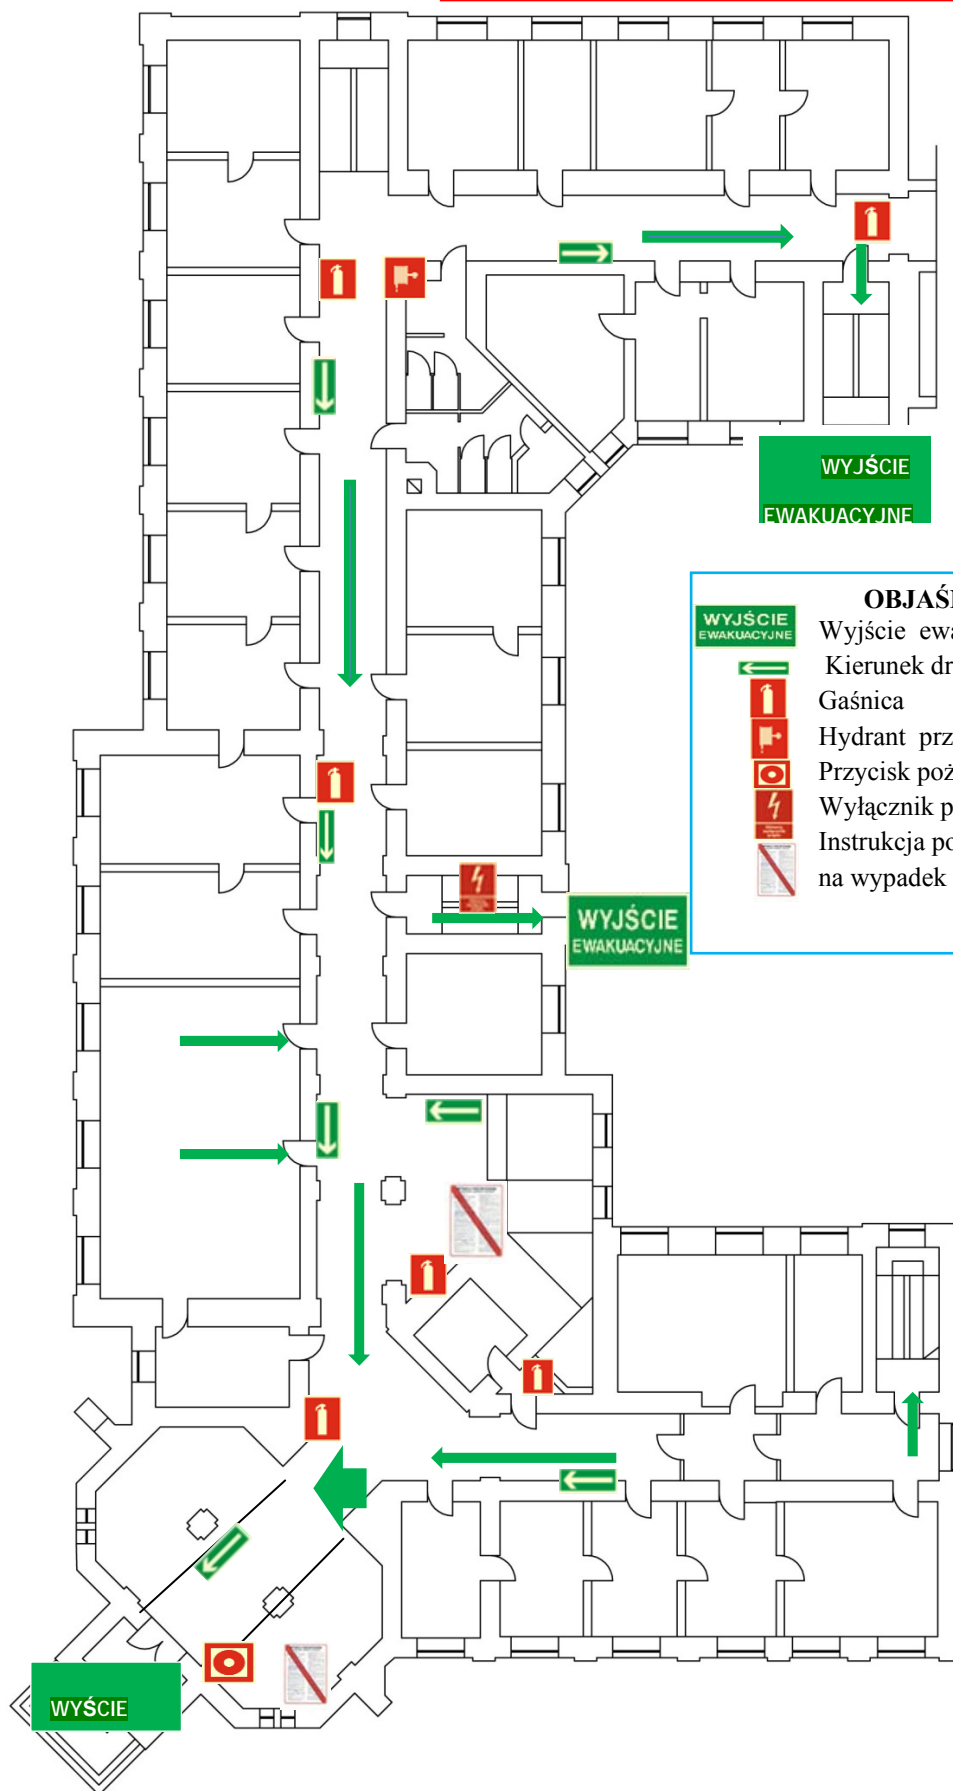 WYJŚCIE
EWAKUACYJNE
OBJAŚ
WYJŚCIE
EWAKUACYJNE
Wyjście ewa
Kierunek dr
Gaśnica
Hydrant prz
Przycisk poż
Wyłącznik p
Instrukcja po
na wypadek
WYJŚCIE
EWAKUACYJNE
WYŚCIE